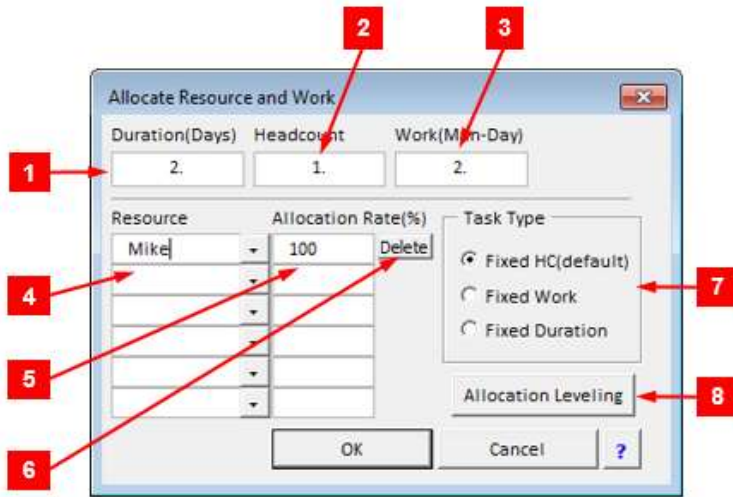 2 3
Allocate Resource and Work
Duration(Days) Headcount Work(Man-Day)
1 2. 1. 2.
Resource Allocation Rate(%) Task Type
Mike 100 Delete
Fixed HC(default)
4 Fixed Work 7
Fixed Duration
5
Allocation Leveling 8
6 OK Cancel ?